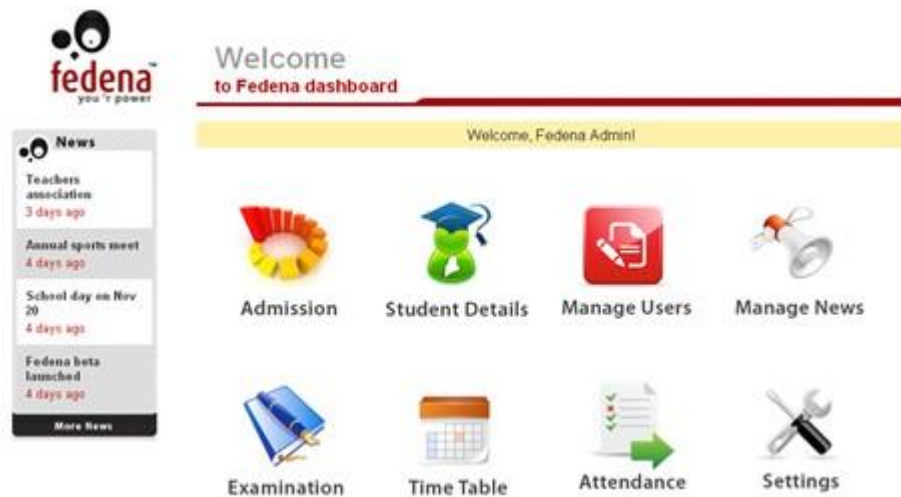 fedena
you 'r power
Welcome
to Fedena dashboard
Welcome, Fedena Admin!
News
Teachers
association
3 days ago
Annual sports meet
4 days ago
School day on Nov
20
4 days ago
Fedena beta
launched
4 days ago
More News
Admission
Student Details
Manage Users
Manage News
Examination
Time Table
Attendance
Settings